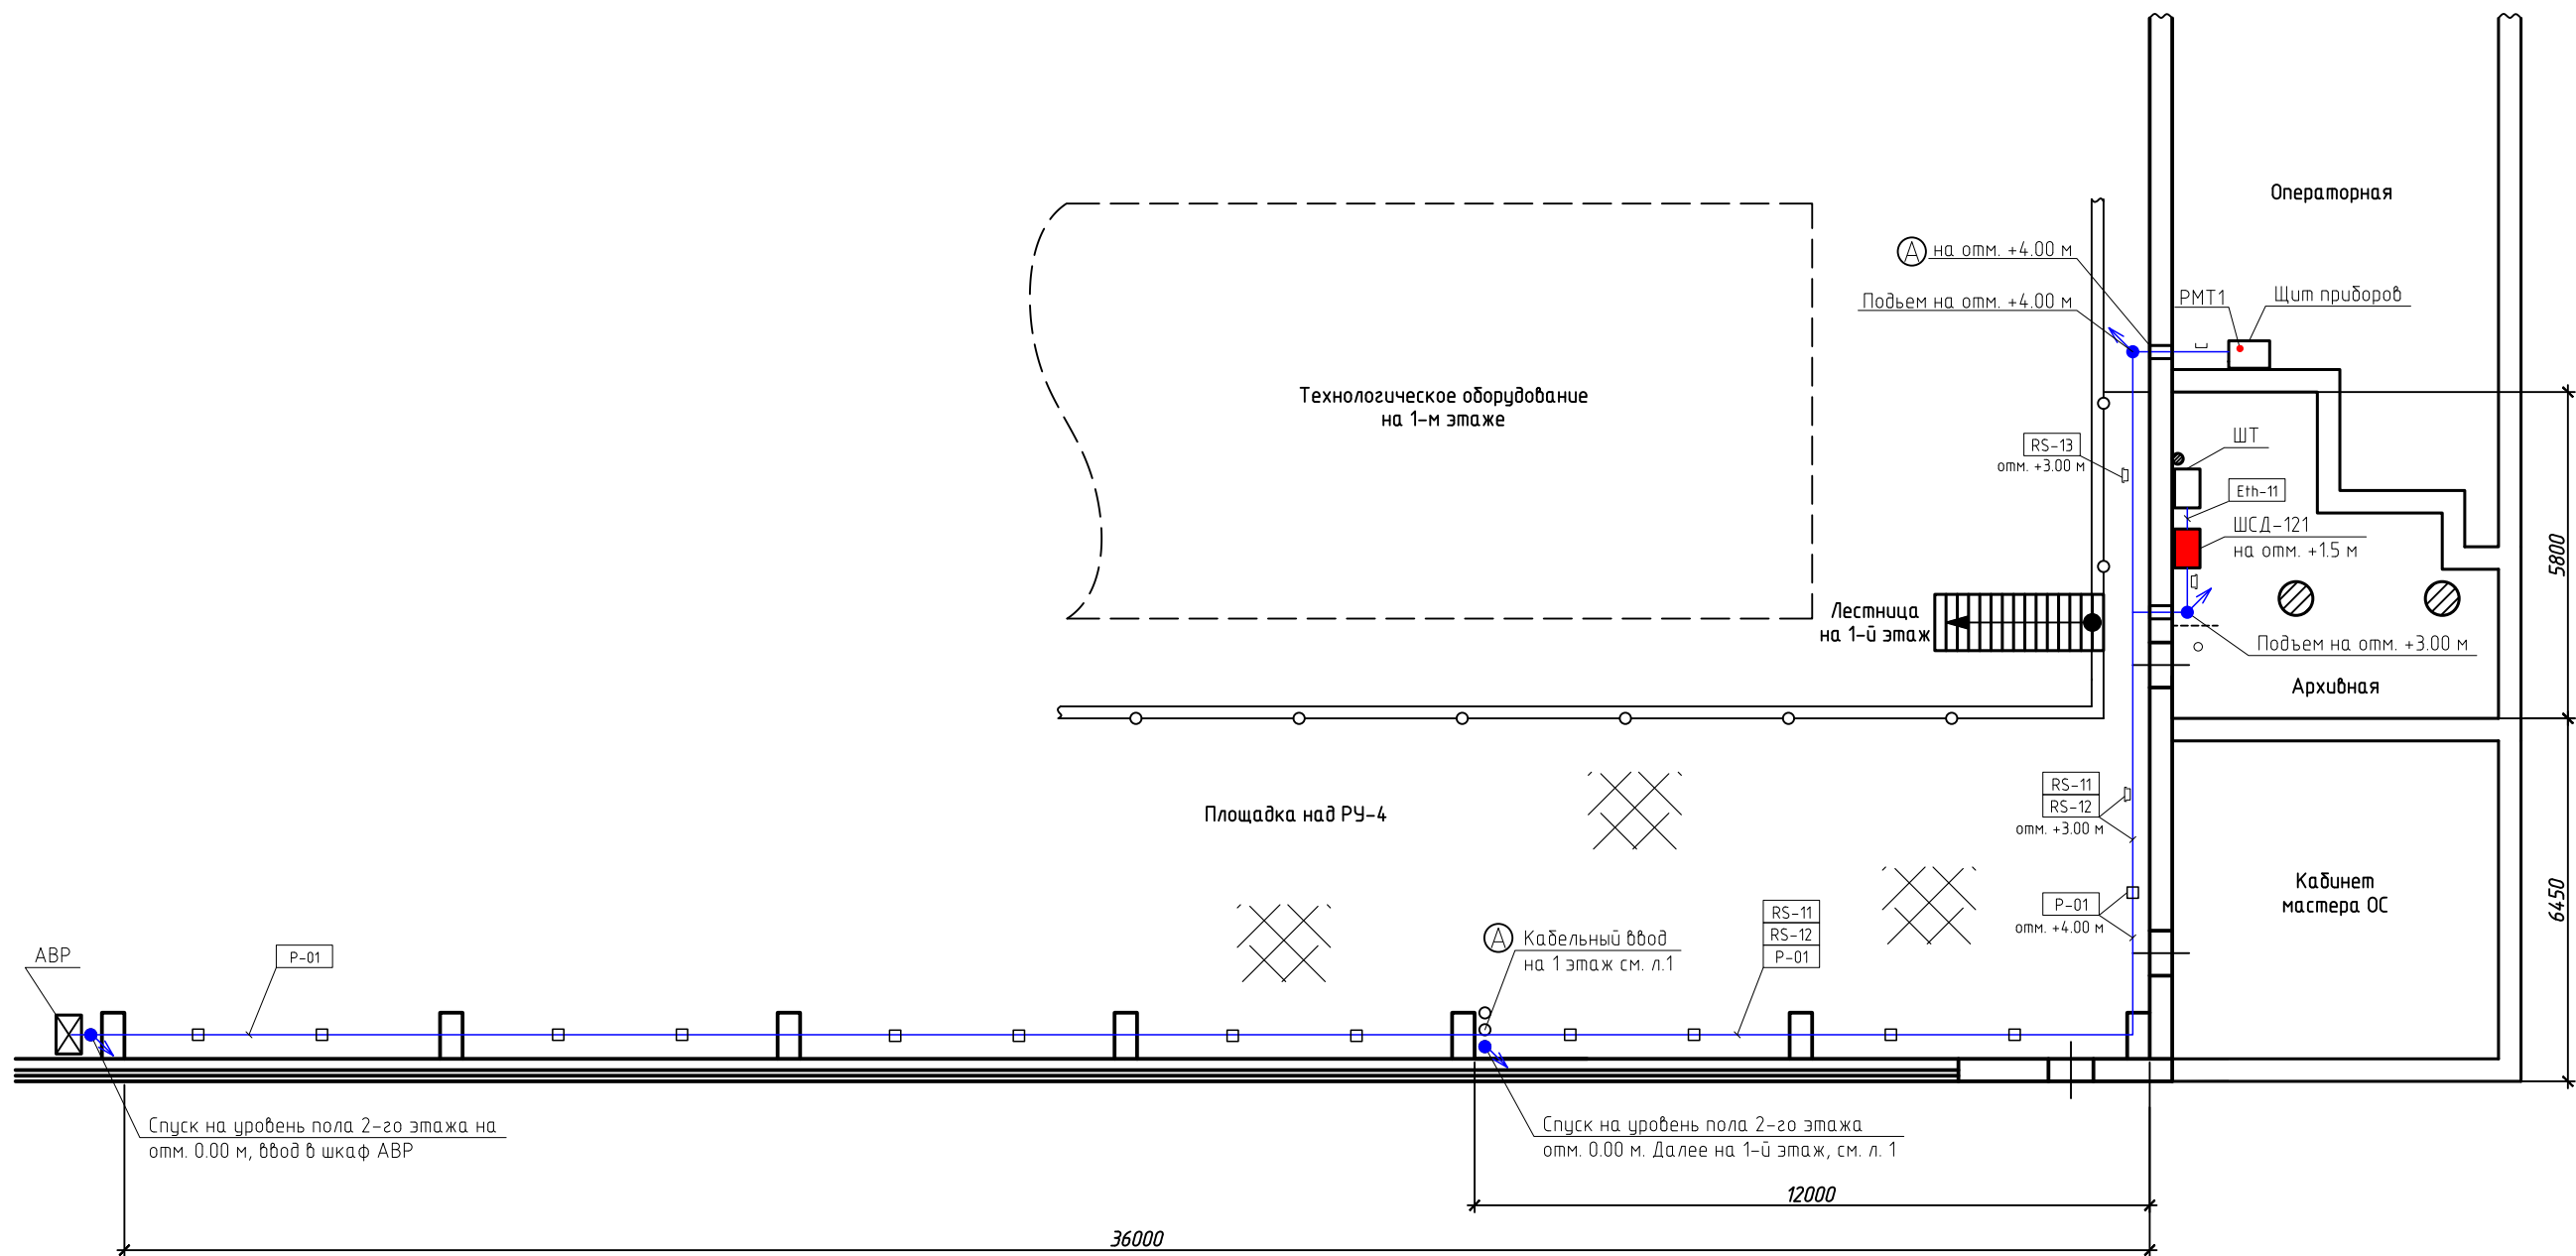 Операторная
А
на отм. +4.00 м
Подьем на отм. +4.00 м
РМТ1
Щит приборов
Технологическое оборудование
на 1-м этаже
RS-13
отм. +3.00 м
ШТ
Eth-11
ШСД-121
на отм. +1.5 м
5800
Лестница
на 1-й этаж
Подъем на отм. +3.00 м
Архивная
Площадка над РУ-4
RS-11
RS-12
отм. +3.00 м
Кабинет
мастера ОС
6450
P-01
отм. +4.00 м
RS-11
RS-12
P-01
А
Кабельный ввод
на 1 этаж см. л.1
АВР
P-01
Спуск на уровень пола 2-го этажа на
отм. 0.00 м, ввод в шкаф АВР
Спуск на уровень пола 2-го этажа
отм. 0.00 м. Далее на 1-й этаж, см. л. 1
12000
36000